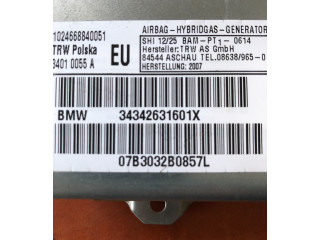 1024668840051
TRW Polska
3401 0055 A
EU
AIRBAG-HYBRIDGAS-GENERATOR
SHI 12/25 BAM-PT1- 0614
Hersteller:TRW AS GmbH
84544 ASCHAU TEL.08638/965-0
HERSTELLUNG: 2007
BMW 34342631601X
07B3032B0857L